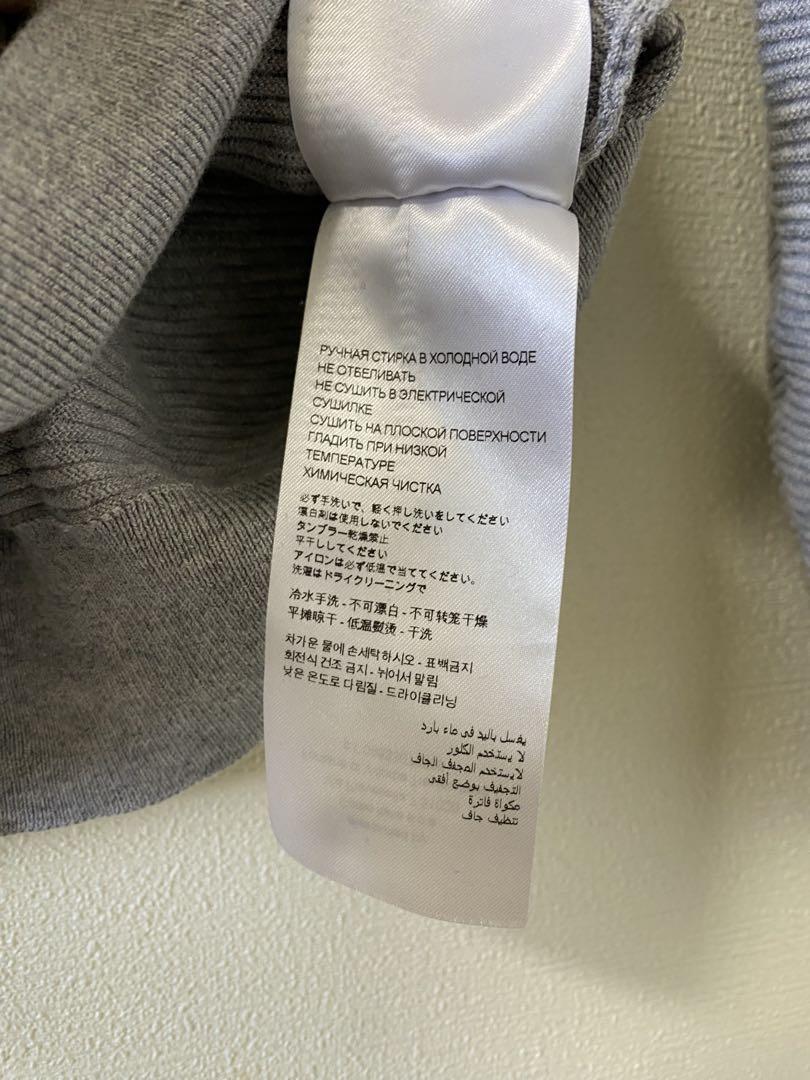 РУЧНАЯ СТИРКА В ХОЛОДНОЙ ВОДЕ
НЕ ОТБЕЛИВАТЬ
НЕ СУШИТЬ В ЭЛЕКТРИЧЕСКОЙ
СУШИЛКЕ
СУШИТЬ НА ПЛОСКОЙ ПОВЕРХНОСТИ
ГЛАДИТЬ ПРИ НИЗКОЙ
ТЕМПЕРАТУРЕ
ХИМИЧЕСКАЯ ЧИСТКА
必ず手洗いで、軽く押し洗いをしてください
漂白剤は使用しないでください
タンブラー乾燥禁止
平干ししてください
アイロンは必ず低温で当ててください。
洗濯はドライクリーニングで
冷水手洗 - 不可漂白 - 不可转笼干燥
平摊晾干 - 低温熨烫 - 干洗
차가운 물에 손세탁하시오 - 표백금지
회전식 건조 금지 - 뉘어서 말림
낮은 온도로 다림질 - 드라이클리닝
يغسل باليد في ماء بارد
لا يستخدم الكلور
لايستخدم المجفف الجاف
التجفيف بوضع أفقى
مكواة فاترة
تنظيف جاف